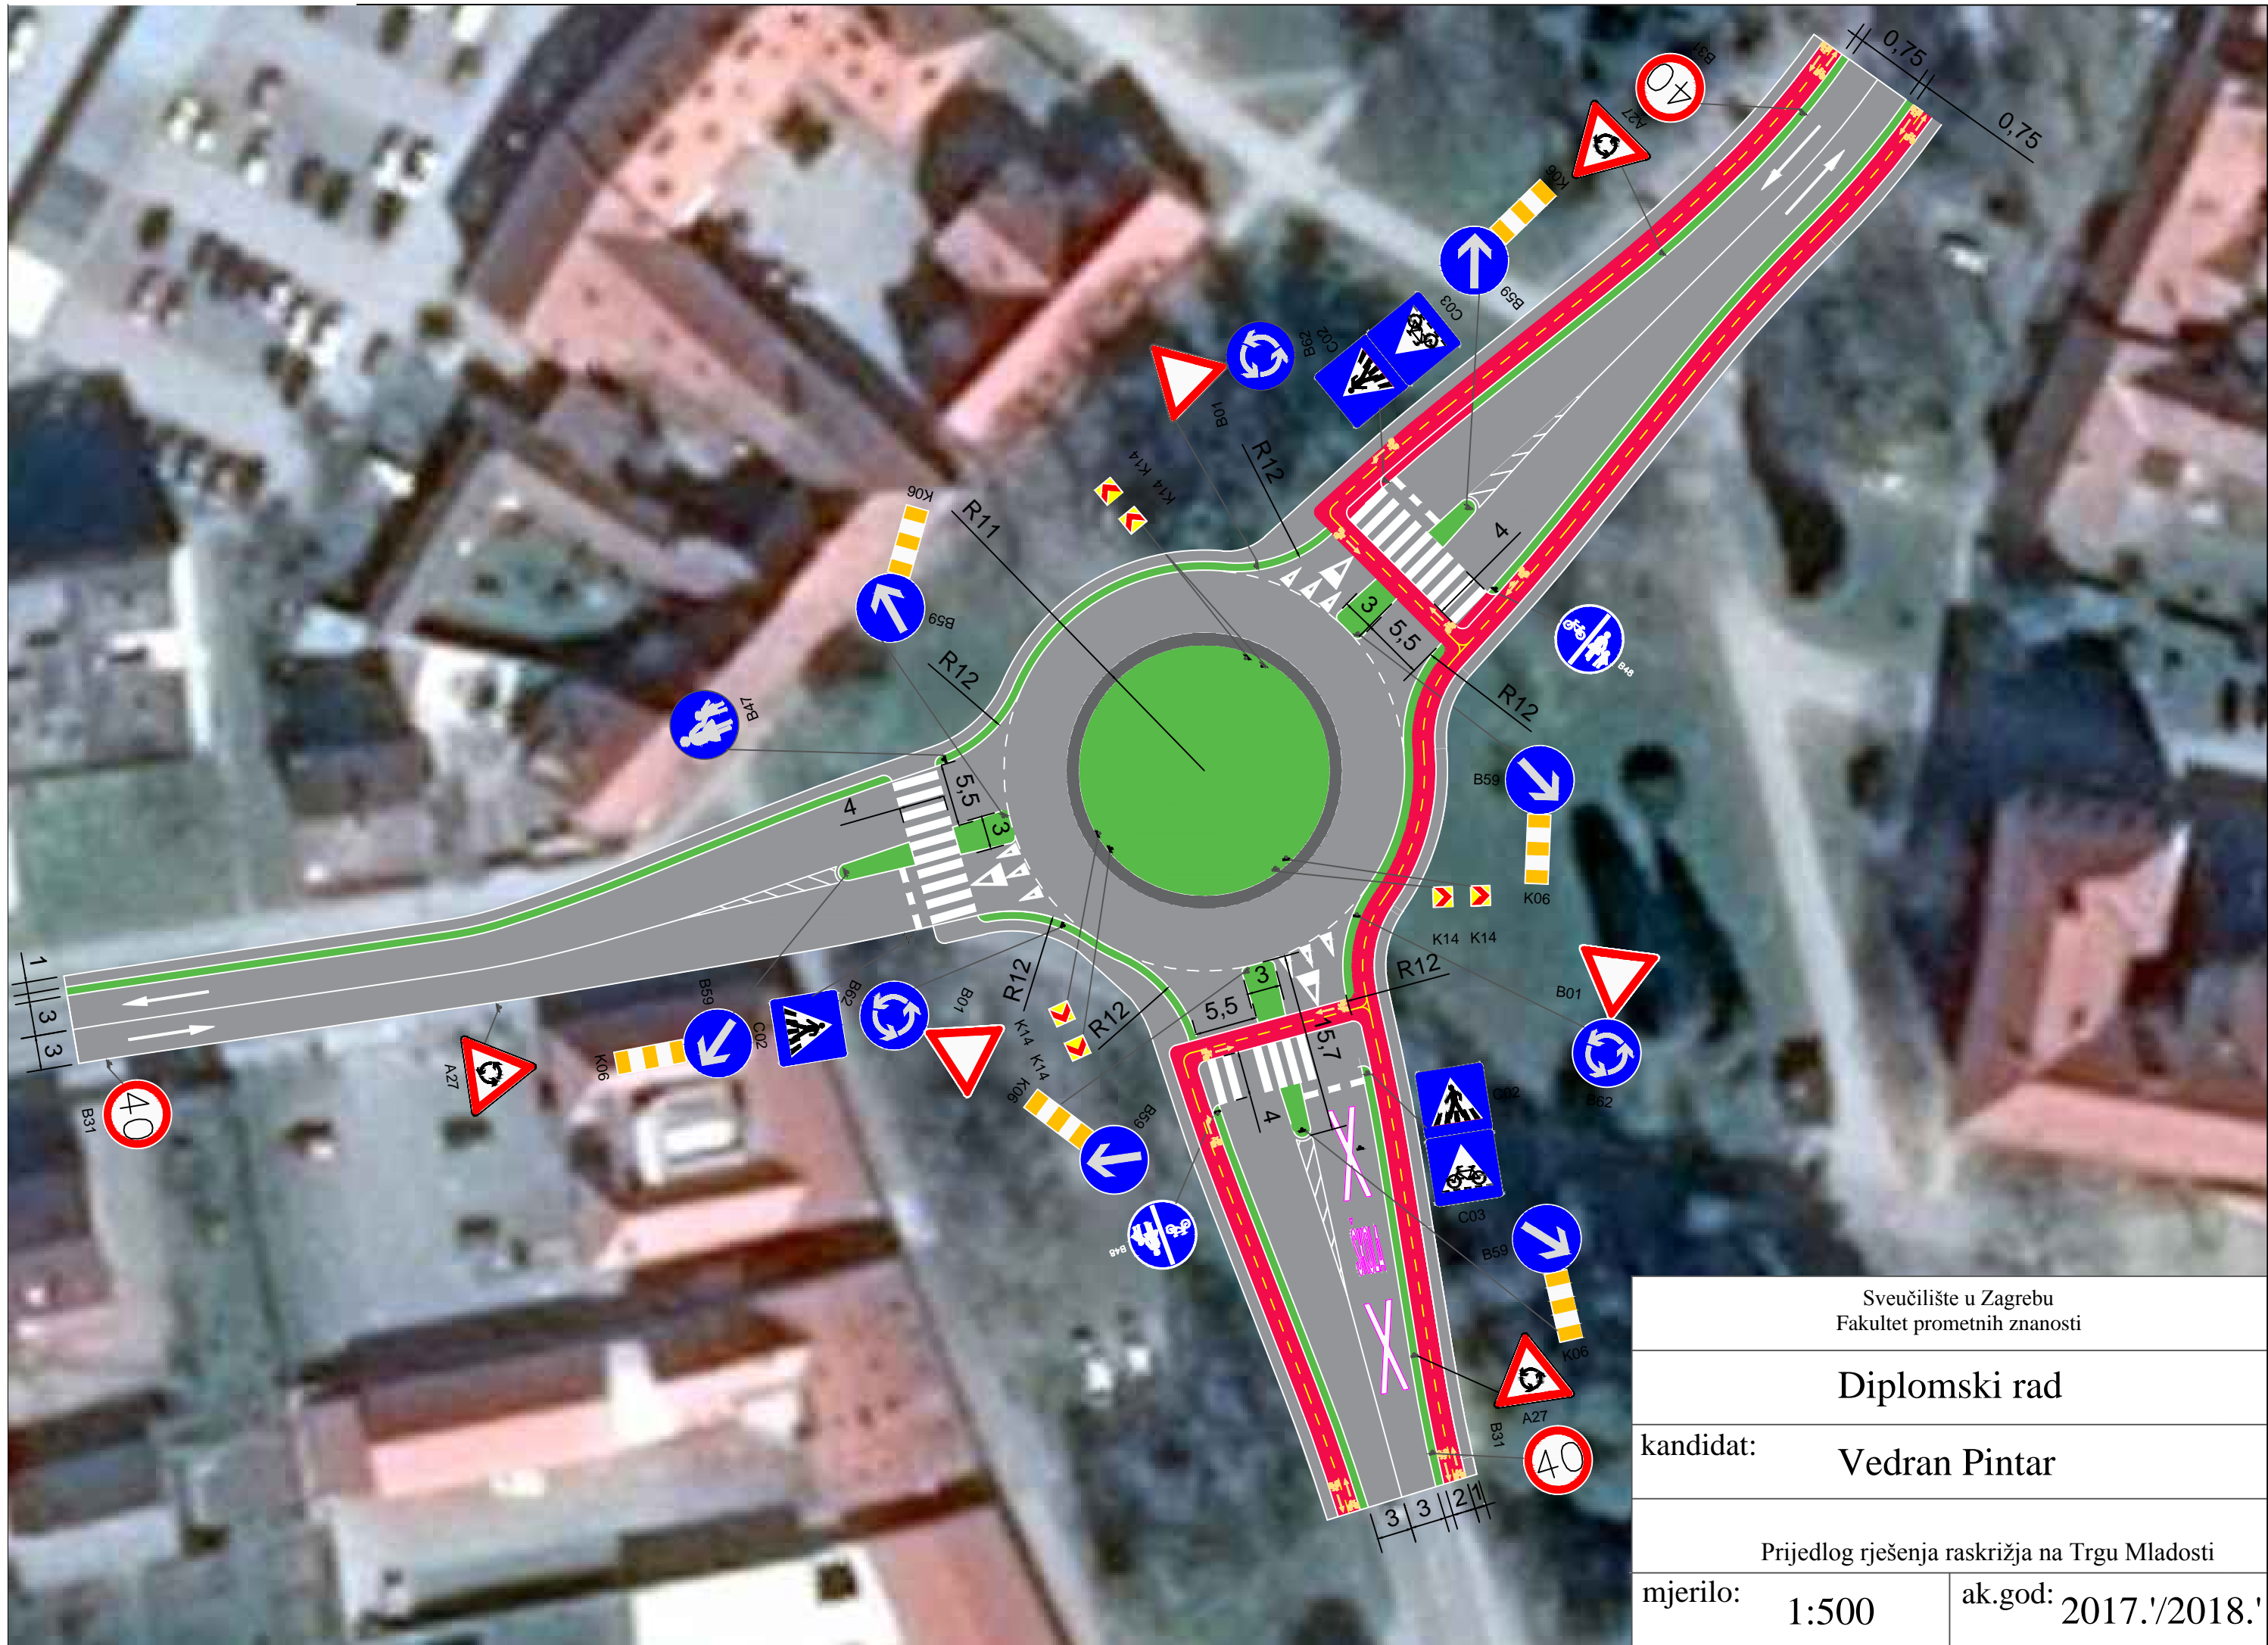 0,75
0,75
B31
40
A27
K06
B59
C03
C02
B62
B01
R12
K14 K14
R11
K06
B59
R12
B47
4
3
5,5
R12
B48
B59
K06
K14 K14
5,5
4
3
1
3
3
B31
40
A27
K06
B59
C02
B62
B01
R12
K14 K14
R12
K06
B59
B48
5,5
3
15,7
4
R12
B01
B62
C02
C03
B59
K06
A27
B31
40
3 3 2 1
Sveučilište u Zagrebu
Fakultet prometnih znanosti
Diplomski rad
kandidat: Vedran Pintar
Prijedlog rješenja raskrižja na Trgu Mladosti
mjerilo: 1:500
ak.god: 2017.'/2018.'